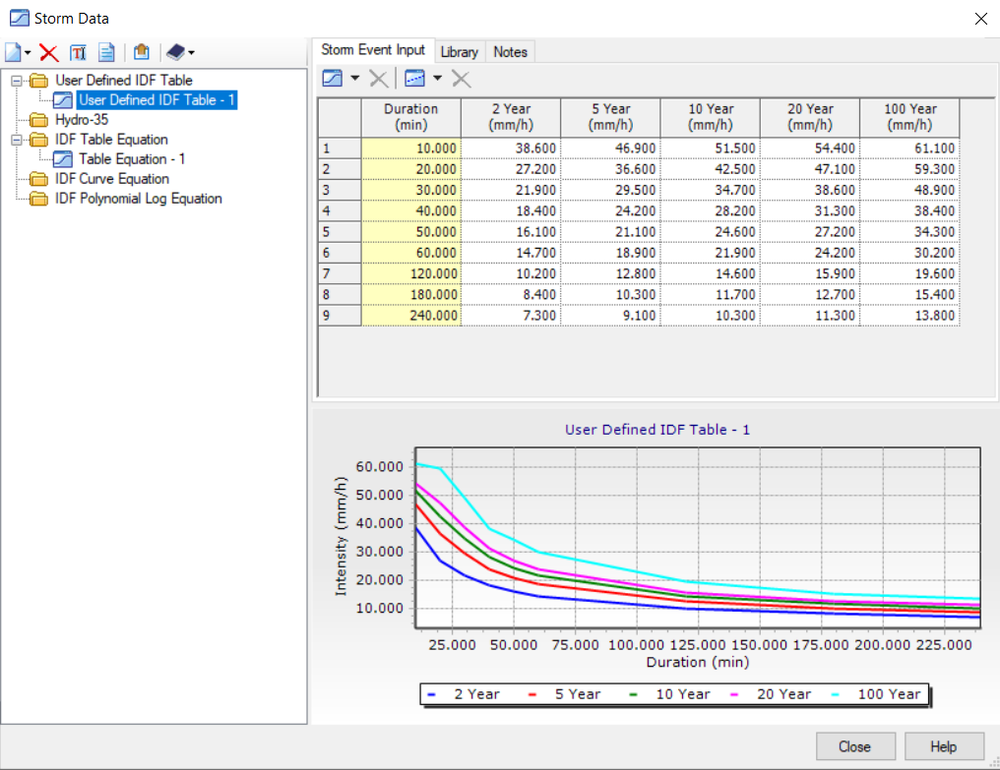 Storm Data
User Defined IDF Table
User Defined IDF Table - 1
Hydro-35
IDF Table Equation
Table Equation - 1
IDF Curve Equation
IDF Polynomial Log Equation
Storm Event Input Library Notes
Duration (min) 2 Year (mm/h) 5 Year (mm/h) 10 Year (mm/h) 20 Year (mm/h) 100 Year (mm/h)
1 10.000 38.600 46.900 51.500 54.400 61.100
2 20.000 27.200 36.600 42.500 47.100 59.300
3 30.000 21.900 29.500 34.700 38.600 48.900
4 40.000 18.400 24.200 28.200 31.300 38.400
5 50.000 16.100 21.100 24.600 27.200 34.300
6 60.000 14.700 18.900 21.900 24.200 30.200
7 120.000 10.200 12.800 14.600 15.900 19.600
8 180.000 8.400 10.300 11.700 12.700 15.400
9 240.000 7.300 9.100 10.300 11.300 13.800
User Defined IDF Table - 1
Intensity (mm/h)
60.000
50.000
40.000
30.000
20.000
10.000
25.000 50.000 75.000 100.000 125.000 150.000 175.000 200.000 225.000
Duration (min)
2 Year 5 Year 10 Year 20 Year 100 Year
Close Help